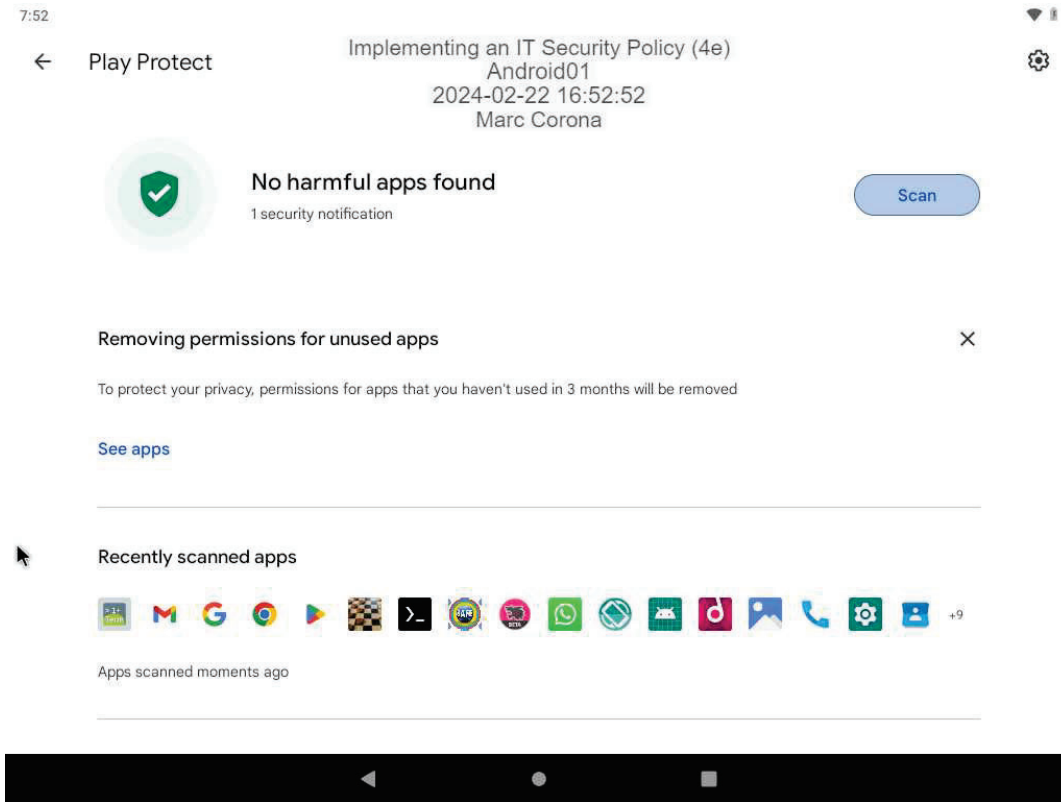 7:52
Play Protect
Implementing an IT Security Policy (4e)
Android01
2024-02-22 16:52:52
Marc Corona
No harmful apps found
1 security notification
Scan
Removing permissions for unused apps
To protect your privacy, permissions for apps that you haven't used in 3 months will be removed
See apps
Recently scanned apps
+9
Apps scanned moments ago